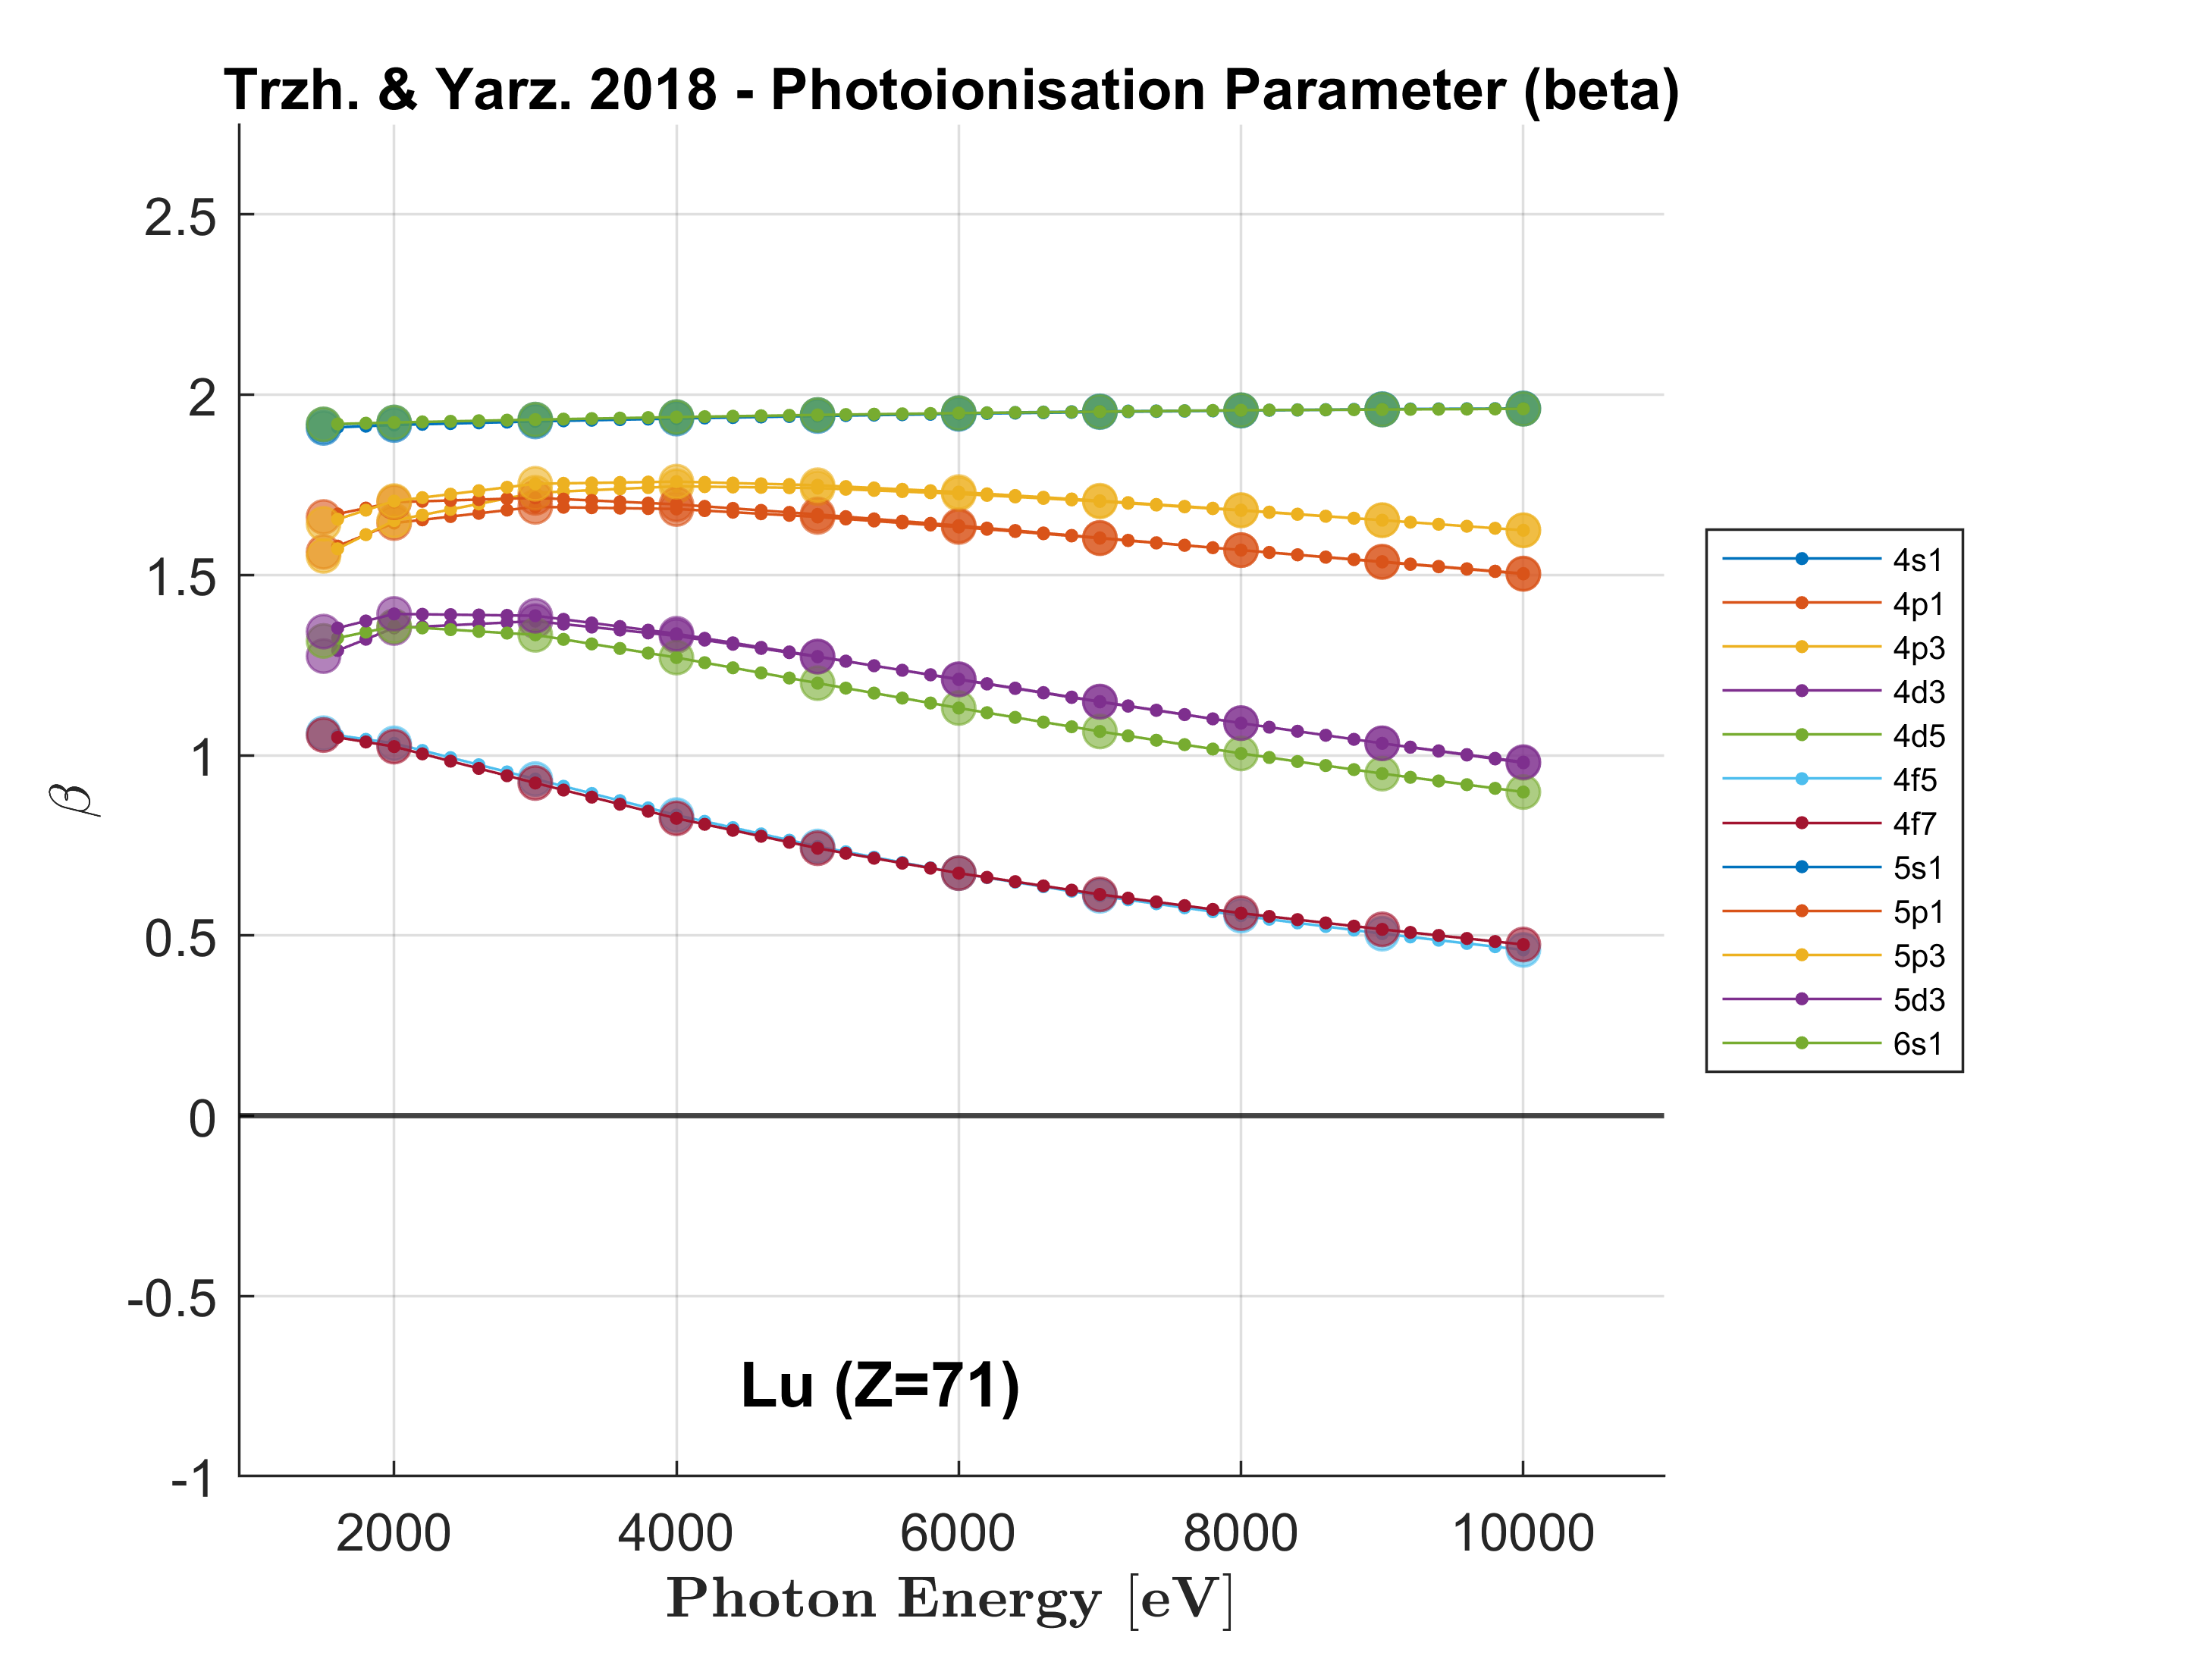 Trzh. & Yarz. 2018 - Photoionisation Parameter (beta)
2.5
2
1.5
1
0.5
0
-0.5
-1
β
2000 4000 6000 8000 10000
Photon Energy [eV]
Lu (Z=71)
4s1
4p1
4p3
4d3
4d5
4f5
4f7
5s1
5p1
5p3
5d3
6s1